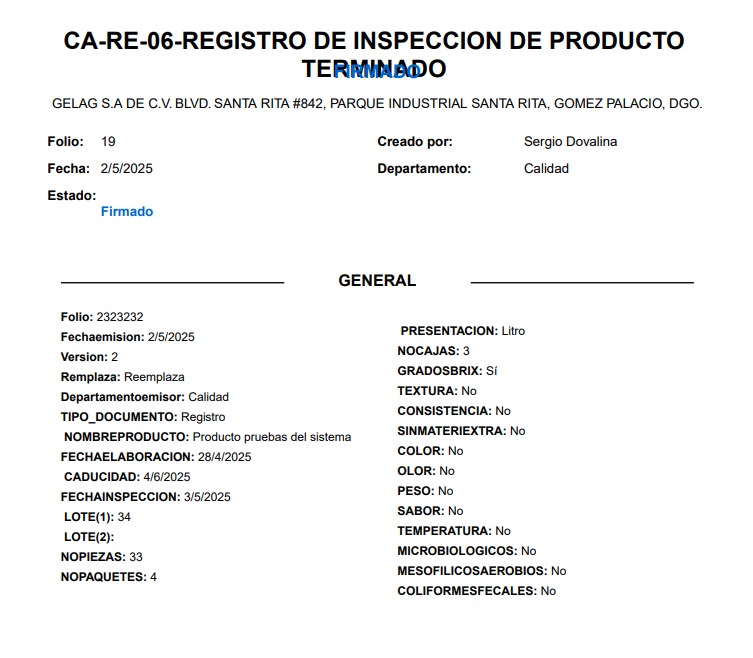 CA-RE-06-REGISTRO DE INSPECCION DE PRODUCTO
TERMINADO
FIRMADO
GELAG S.A DE C.V. BLVD. SANTA RITA #842, PARQUE INDUSTRIAL SANTA RITA, GOMEZ PALACIO, DGO.
Folio: 19
Creado por: Sergio Dovalina
Fecha: 2/5/2025
Departamento: Calidad
Estado:
Firmado
GENERAL
Folio: 2323232
Fechaemision: 2/5/2025
Version: 2
Remplaza: Reemplaza
Departamentoemisor: Calidad
TIPO_DOCUMENTO: Registro
NOMBREPRODUCTO: Producto pruebas del sistema
FECHAELABORACION: 28/4/2025
CADUCIDAD: 4/6/2025
FECHAINSPECCION: 3/5/2025
LOTE(1): 34
LOTE(2):
NOPIEZAS: 33
NOPAQUETES: 4
PRESENTACION: Litro
NOCAJAS: 3
GRADOSBRIX: Sí
TEXTURA: No
CONSISTENCIA: No
SINMATERIEXTRA: No
COLOR: No
OLOR: No
PESO: No
SABOR: No
TEMPERATURA: No
MICROBIOLOGICOS: No
MESOFILICOSAEROBIOS: No
COLIFORMESFECALES: No